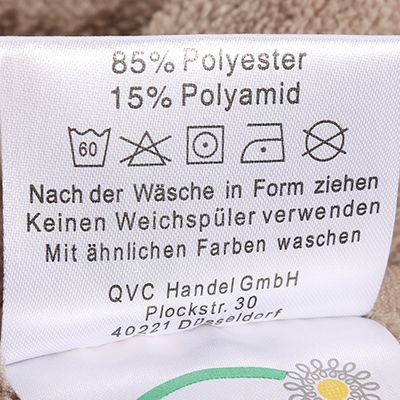 85% Polyester
15% Polyamid
60
Nach der Wäsche in Form ziehen
Keinen Weichspüler verwenden
Mit ähnlichen Farben waschen
QVC Handel GmbH
Plockstr. 30
40221 Düsseldorf